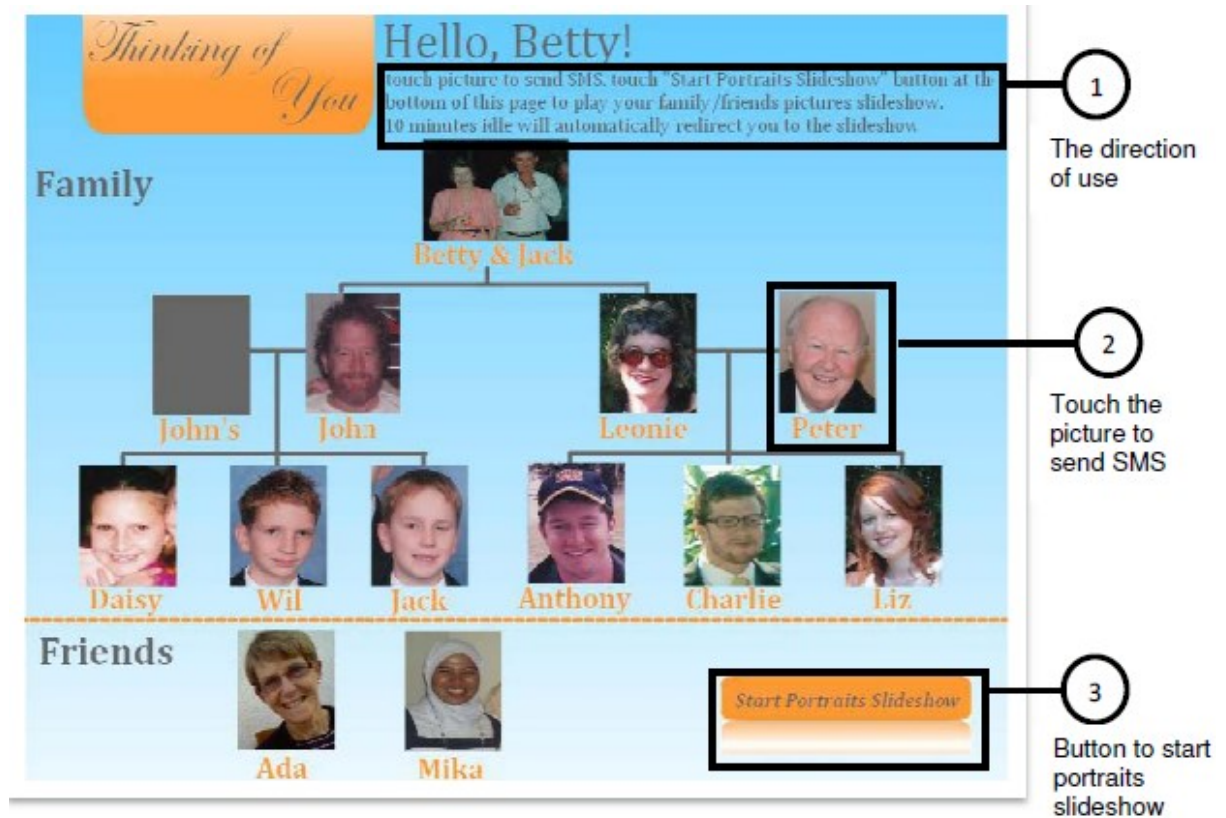 Thinking of
You
Hello, Betty!
touch picture to send SMS. touch "Start Portraits Slideshow" button at th
bottom of this page to play your family/friends pictures slideshow.
10 minutes idle will automatically redirect you to the slideshow
1
The direction
of use
Family
Betty & Jack
2
Touch the
picture to
send SMS
John's
John
Leonie
Peter
Daisy
Wil
Jack
Anthony
Charlie
Liz
Friends
Start Portraits Slideshow
3
Button to start
portraits
slideshow
Ada
Mika